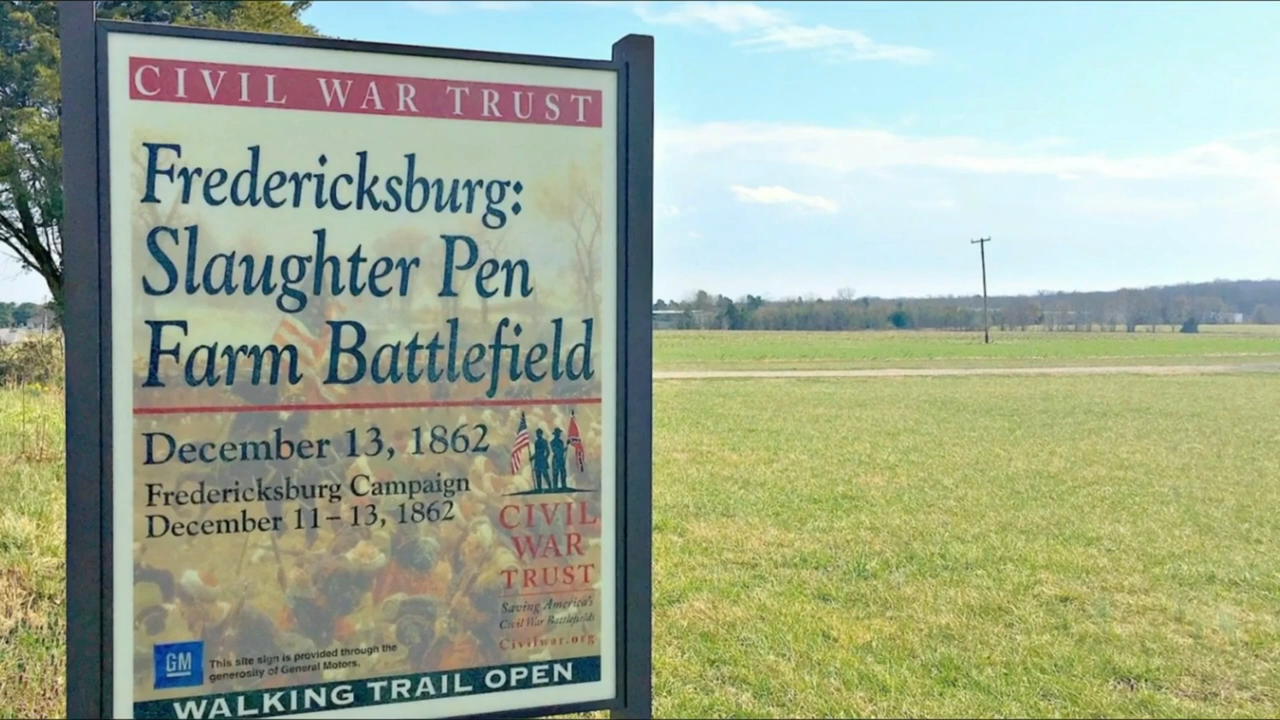 CIVIL WAR TRUST
Fredericksburg:
Slaughter Pen
Farm Battlefield
December 13, 1862
Fredericksburg Campaign
December 11–13, 1862
CIVIL
WAR
TRUST
Saving America's
Civil War Battlefields
Civilwar.org
GM
This site sign is provided through the
generosity of General Motors.
WALKING TRAIL OPEN